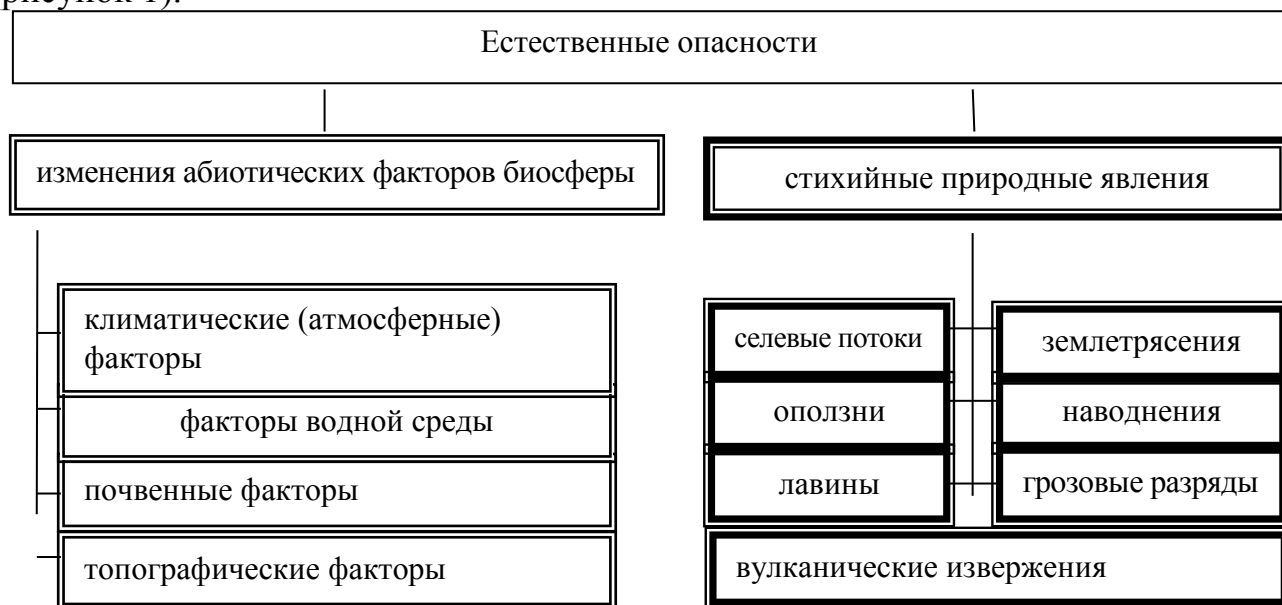 рисунок 1).
Естественные опасности
изменения абиотических факторов биосферы
стихийные природные явления
климатические (атмосферные)
факторы
факторы водной среды
почвенные факторы
топографические факторы
селевые потоки
землетрясения
оползни
наводнения
лавины
грозовые разряды
вулканические извержения